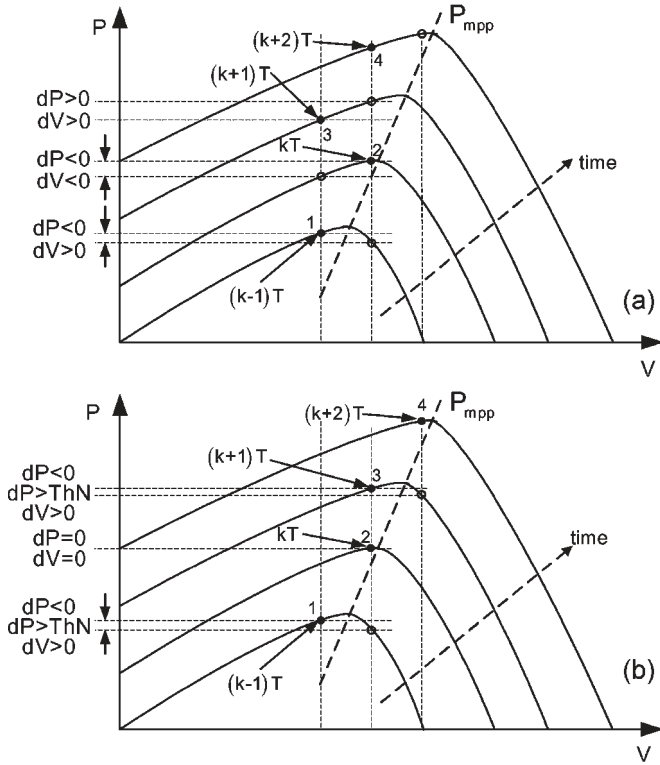 P
P_mpp
(k+2)T
4
(k+1)T
dP>0
dV>0
3
kT
2
dP<0
dV<0
time
dP<0
dV>0
1
(k-1)T
(a)
V
P
P_mpp
(k+2)T
4
(k+1)T
3
dP<0
dP>ThN
dV>0
kT
2
dP=0
dV=0
time
dP<0
dP>ThN
dV>0
1
(k-1)T
(b)
V